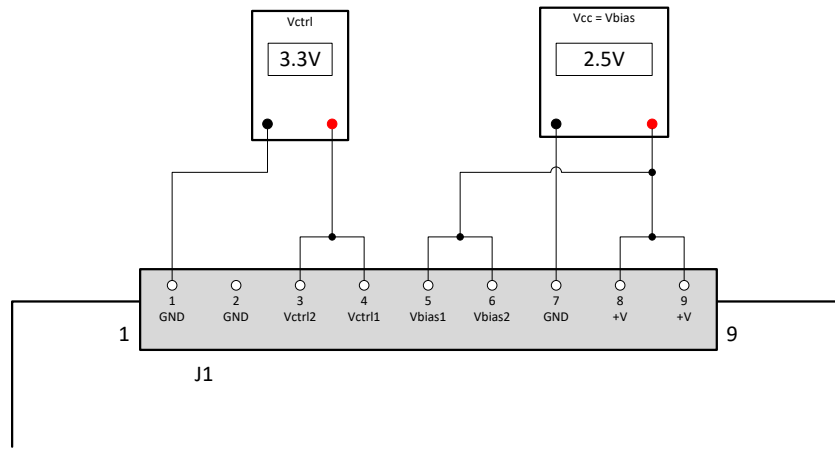 Vctrl
3.3V
Vcc = Vbias
2.5V
1
GND
2
GND
3
Vctrl2
4
Vctrl1
5
Vbias1
6
Vbias2
7
GND
8
+V
9
+V
1
9
J1